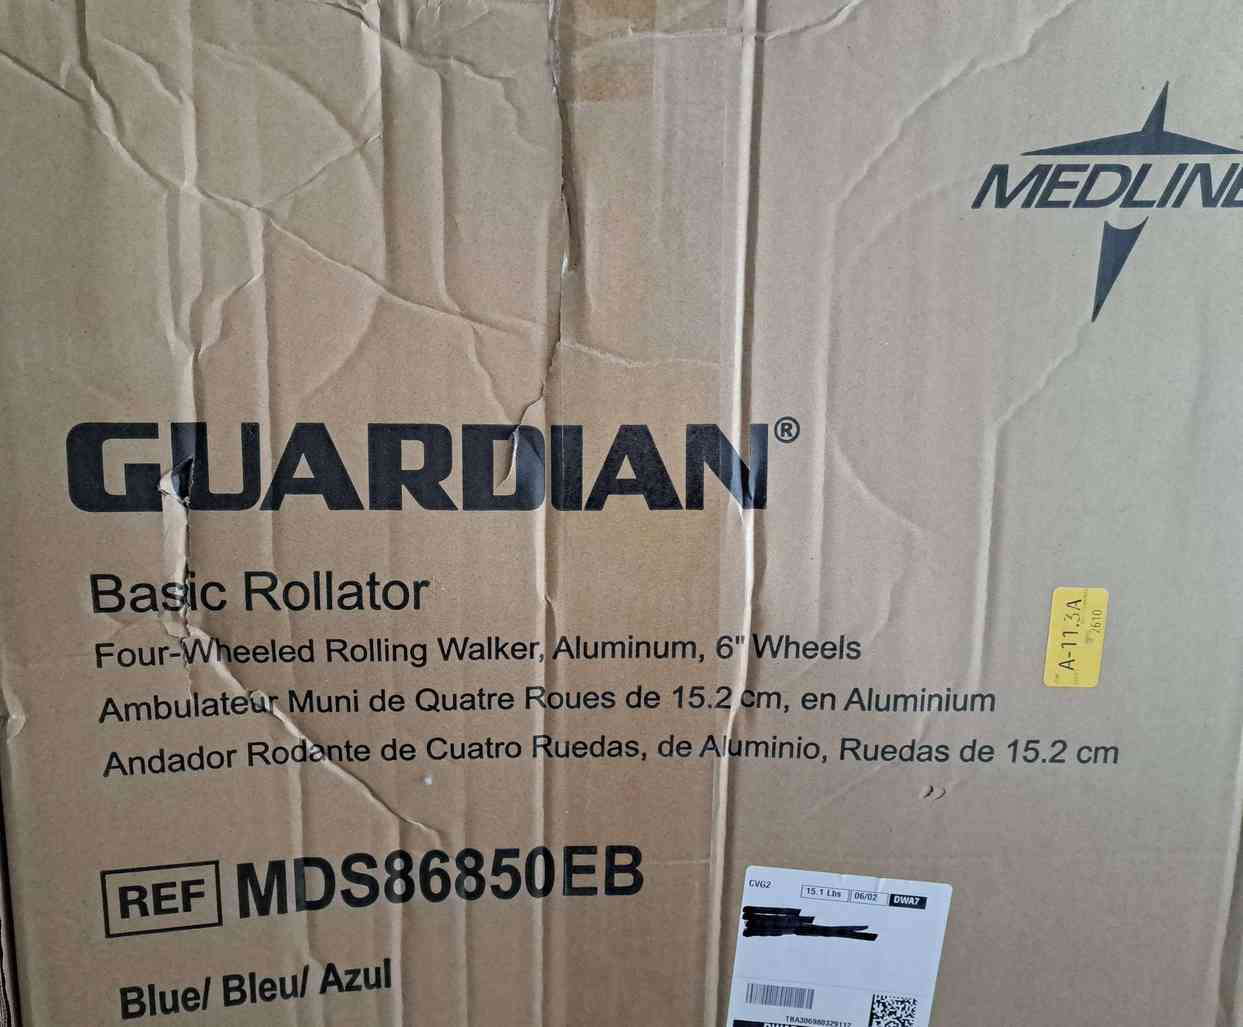 MEDLINE
GUARDIAN®
Basic Rollator
Four-Wheeled Rolling Walker, Aluminum, 6" Wheels
Ambulateur Muni de Quatre Roues de 15.2 cm, en Aluminium
Andador Rodante de Cuatro Ruedas, de Aluminio, Ruedas de 15.2 cm
A-11.3A
2610
REF MDS86850EB
Blue/ Bleu/ Azul
CVG2 15.1 Lbs 06/02 DWA7
TBA306980329117